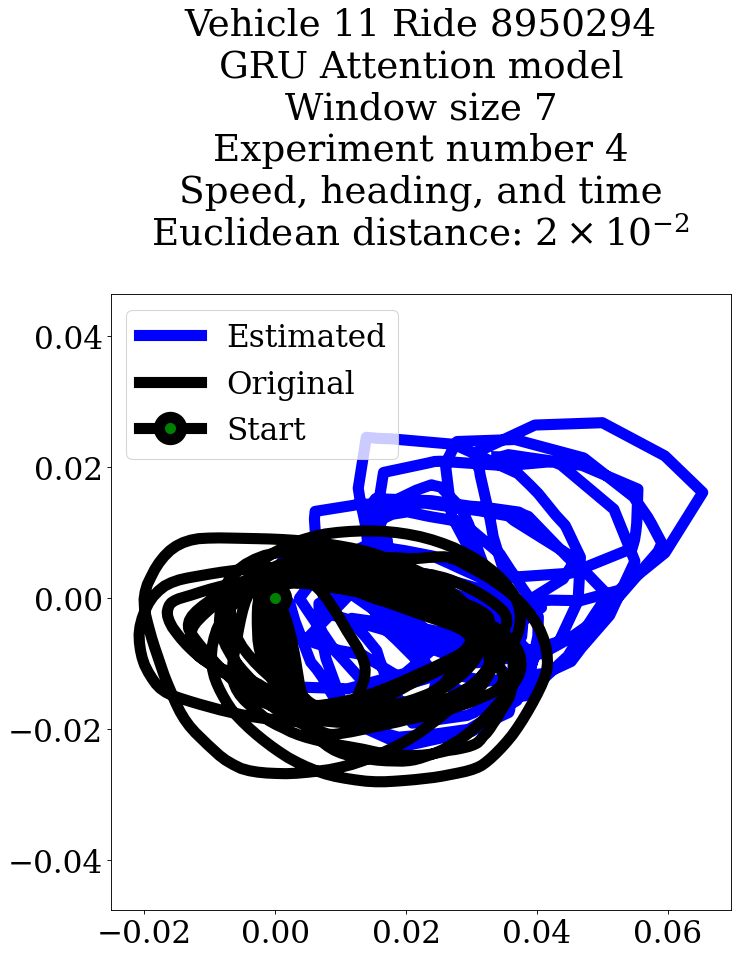 Vehicle 11 Ride 8950294
GRU Attention model
Window size 7
Experiment number 4
Speed, heading, and time
Euclidean distance: 2 × 10⁻²
Estimated
Original
Start
0.04
0.02
0.00
−0.02
−0.04
−0.02 0.00 0.02 0.04 0.06